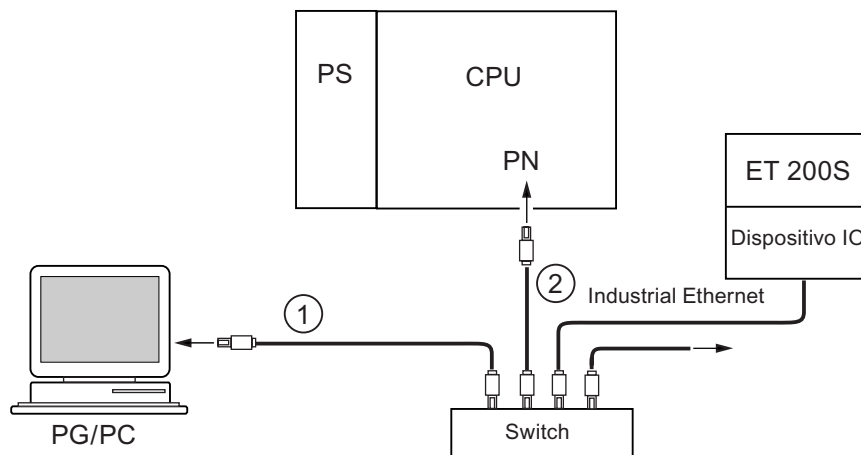 PS
CPU
PN
ET 200S
Dispositivo IO
①
②
Industrial Ethernet
PG/PC
Switch